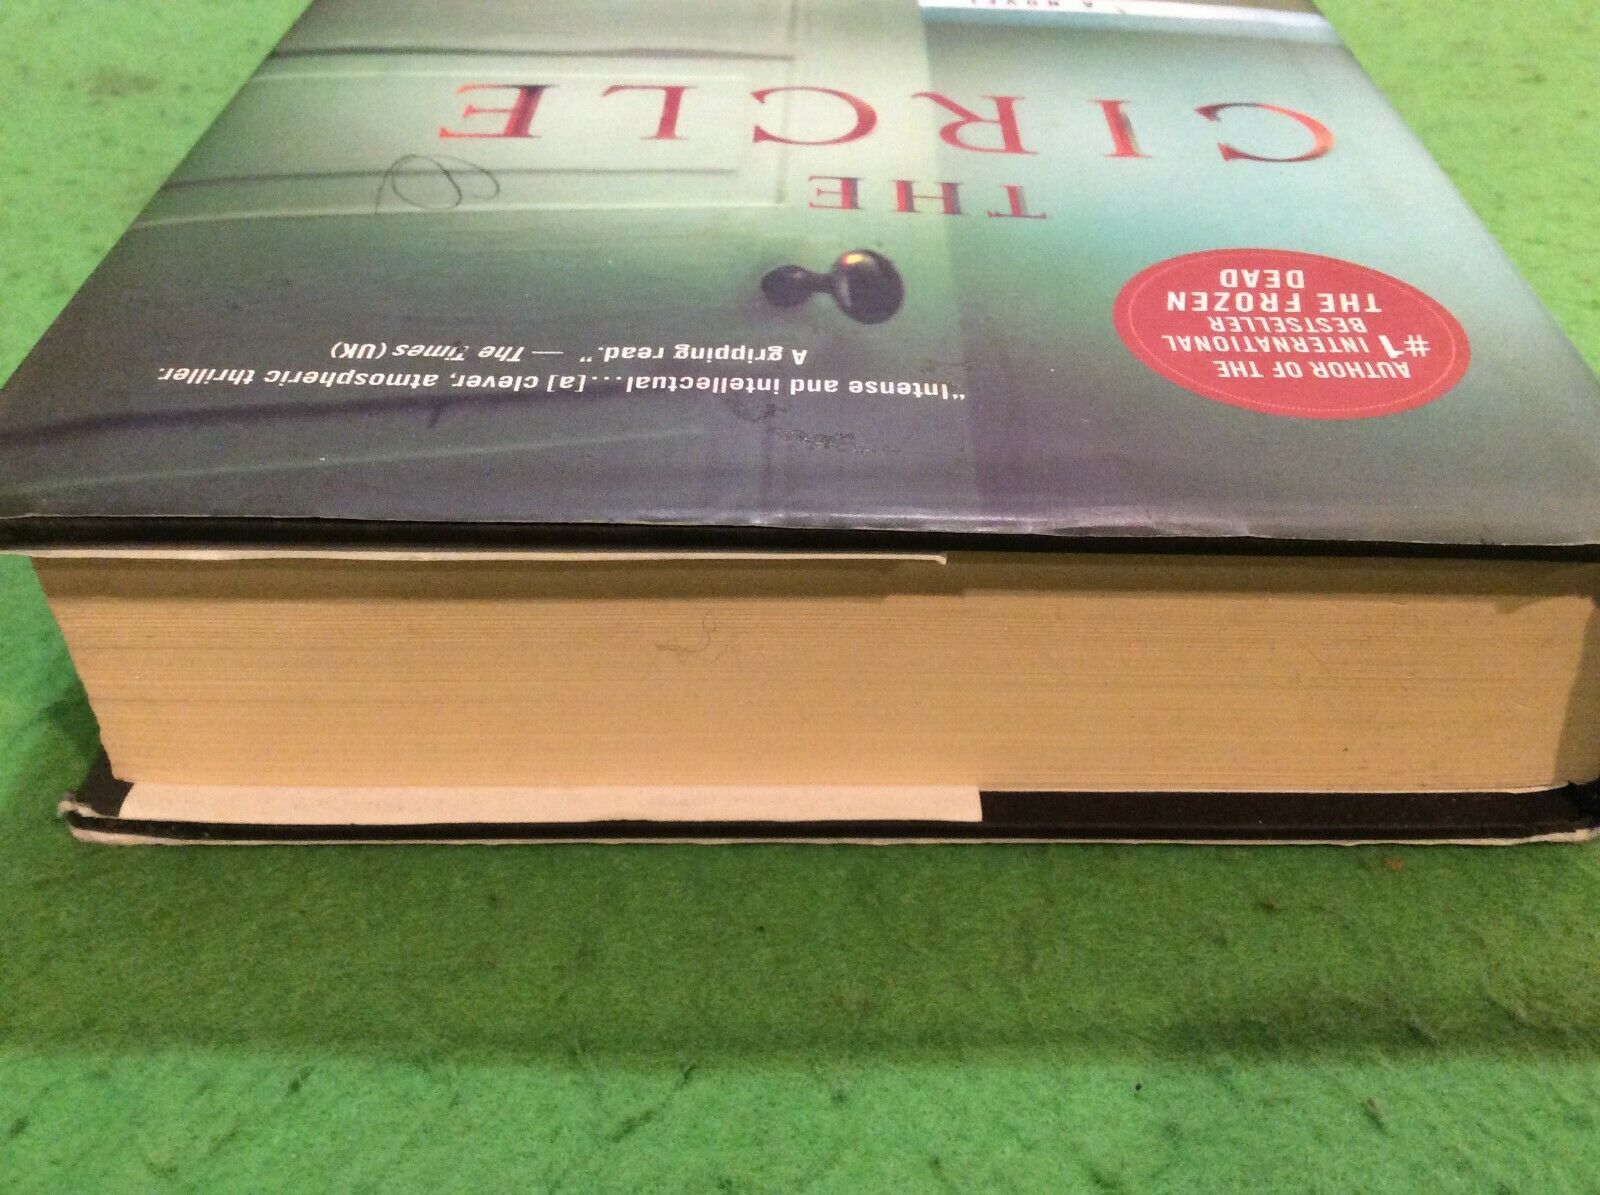 "Intense and intellectual....[a] clever, atmospheric thriller.
A gripping read." — The Times (UK)
AUTHOR OF THE
#1 INTERNATIONAL
BESTSELLER
THE FROZEN
DEAD
THE
CIRCLE
A NOVEL